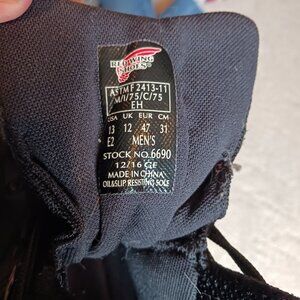 RED WING
SHOES®
ASTM F 2413-11
M/I/75/C/75
EH
USA UK EUR CM
13 12 47 31
E2 MEN'S
STOCK NO.6690
12/16 GF
MADE IN CHINA
OIL&SLIP RESISTING SOLE